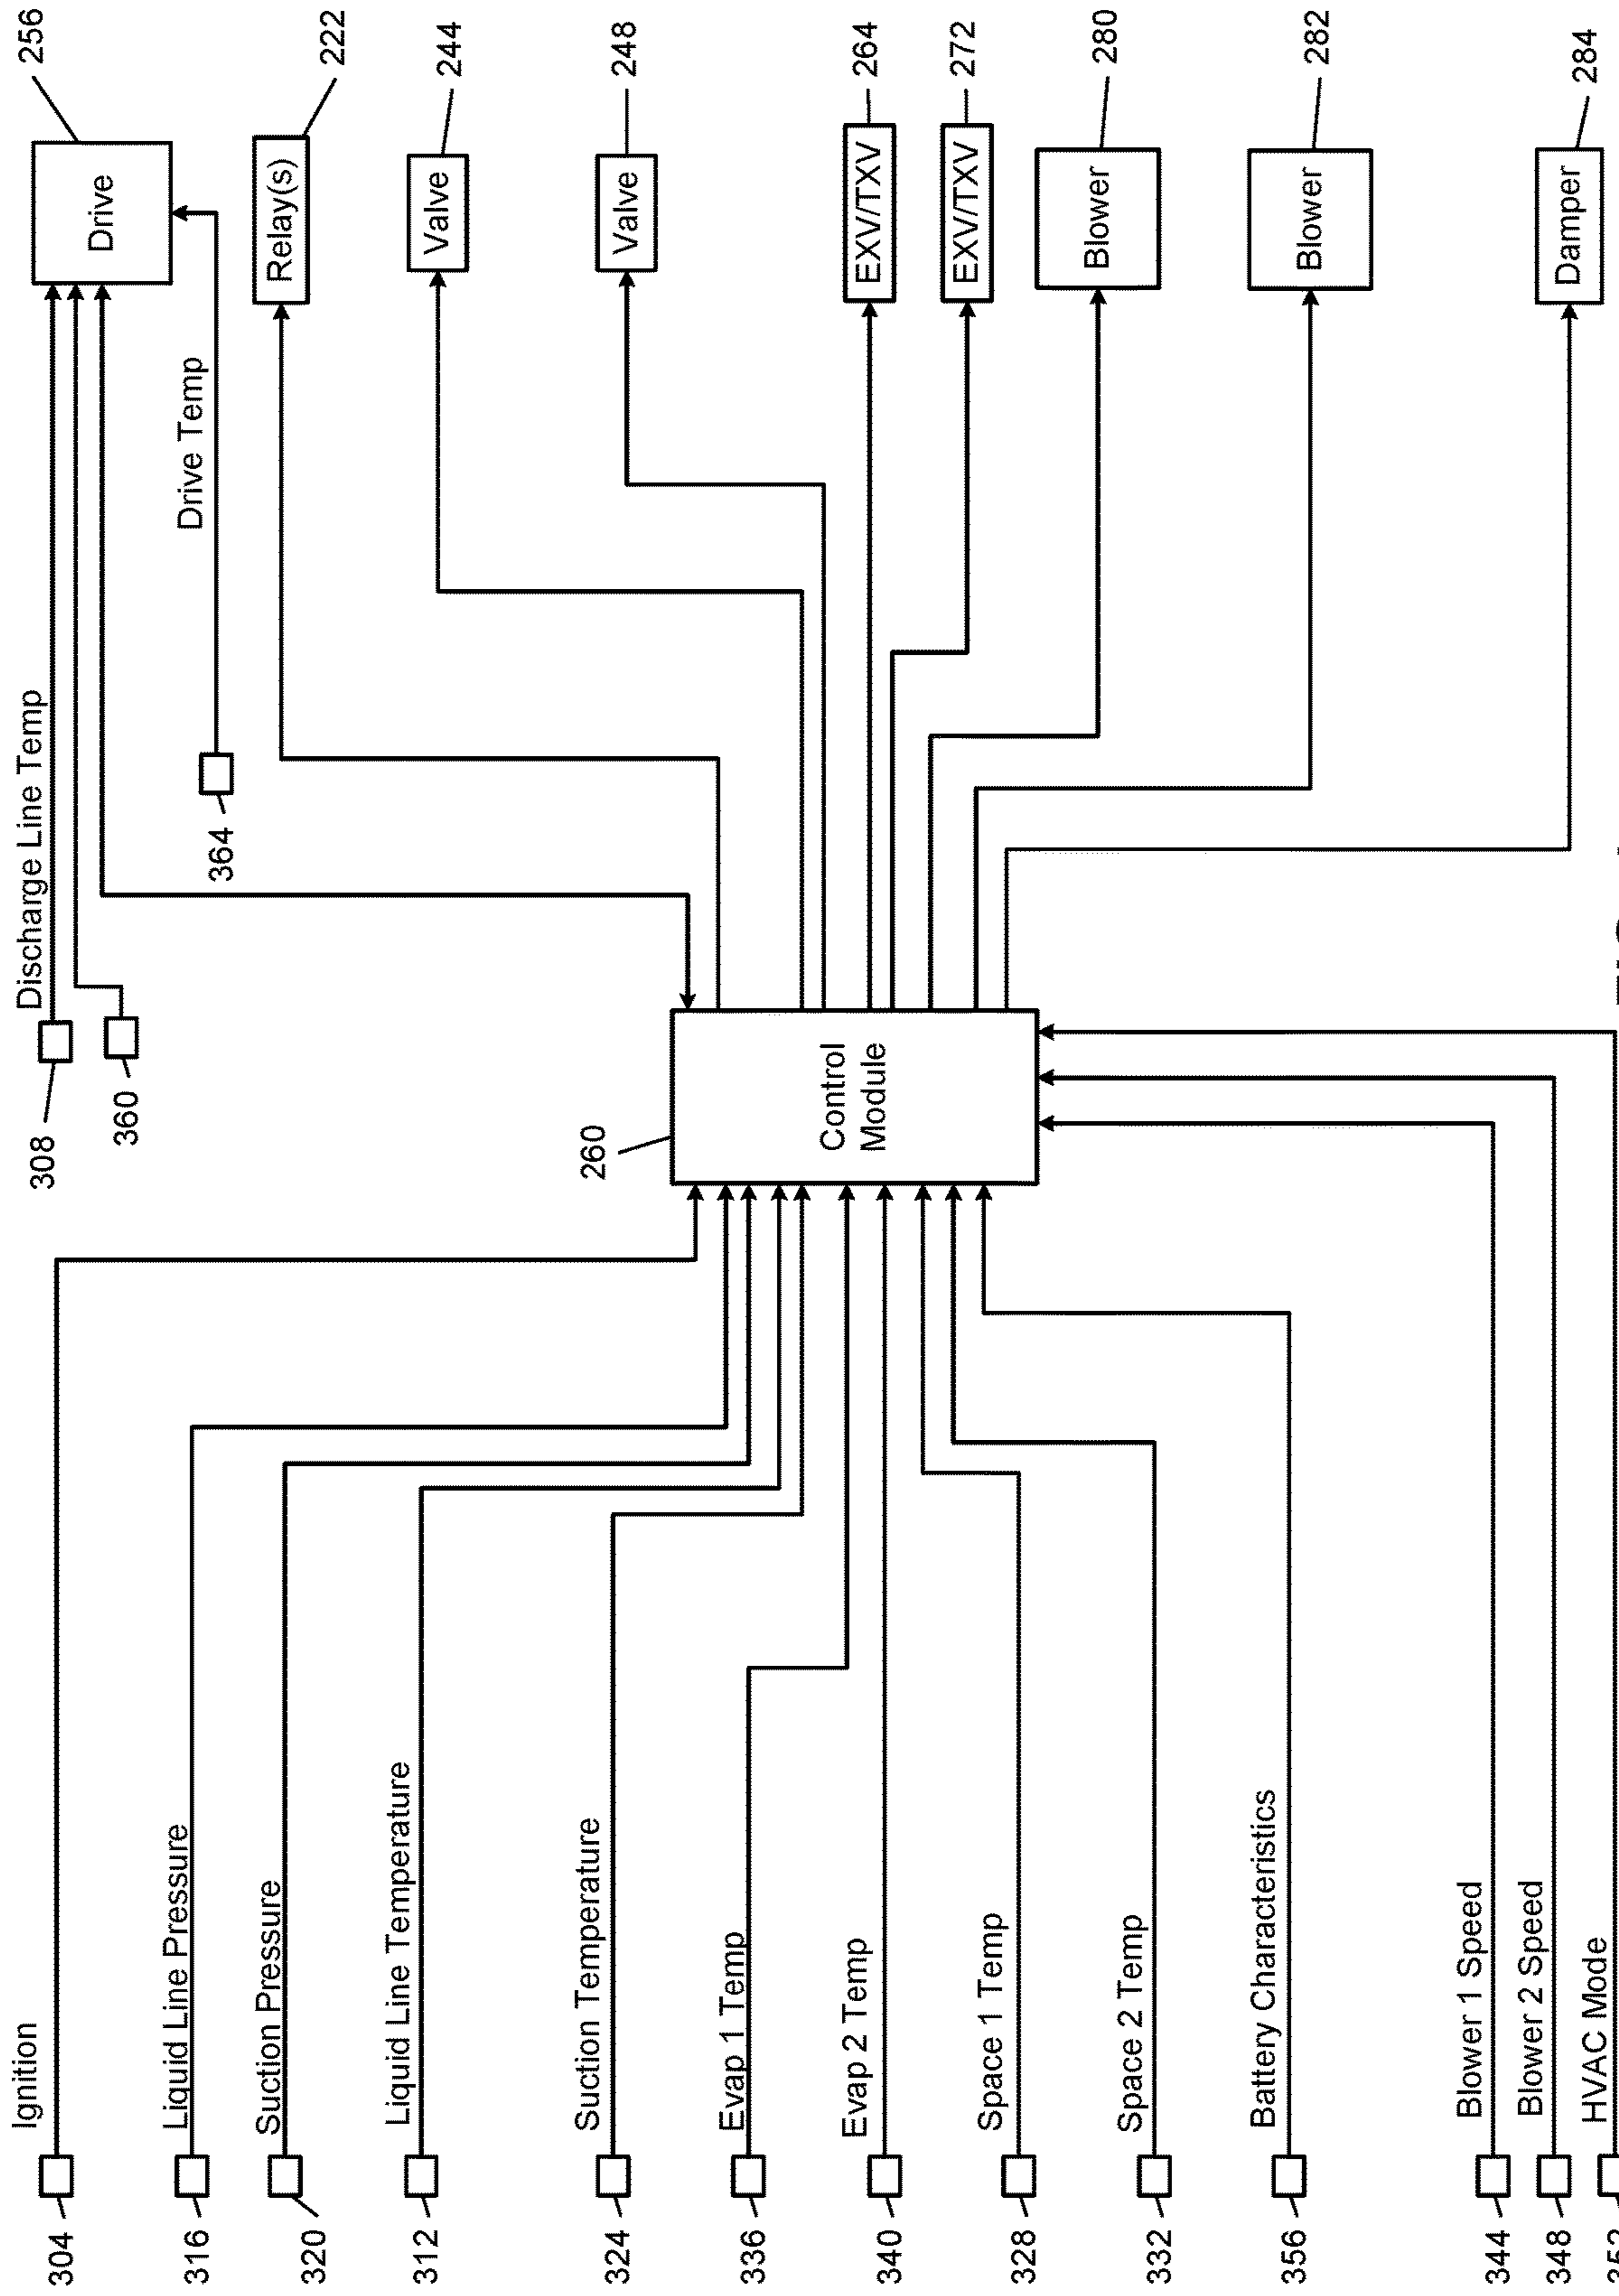 Ignition
304
Liquid Line Pressure
316
Suction Pressure
320
Liquid Line Temperature
312
Suction Temperature
324
Evap 1 Temp
336
Evap 2 Temp
340
Space 1 Temp
328
Space 2 Temp
332
Battery Characteristics
356
Blower 1 Speed
344
Blower 2 Speed
348
HVAC Mode
260
Control
Module
Discharge Line Temp
308
360
Drive Temp
364
Drive
256
Relay(s)
222
Valve
244
Valve
248
EXV/TXV
264
EXV/TXV
272
Blower
280
Blower
282
Damper
284